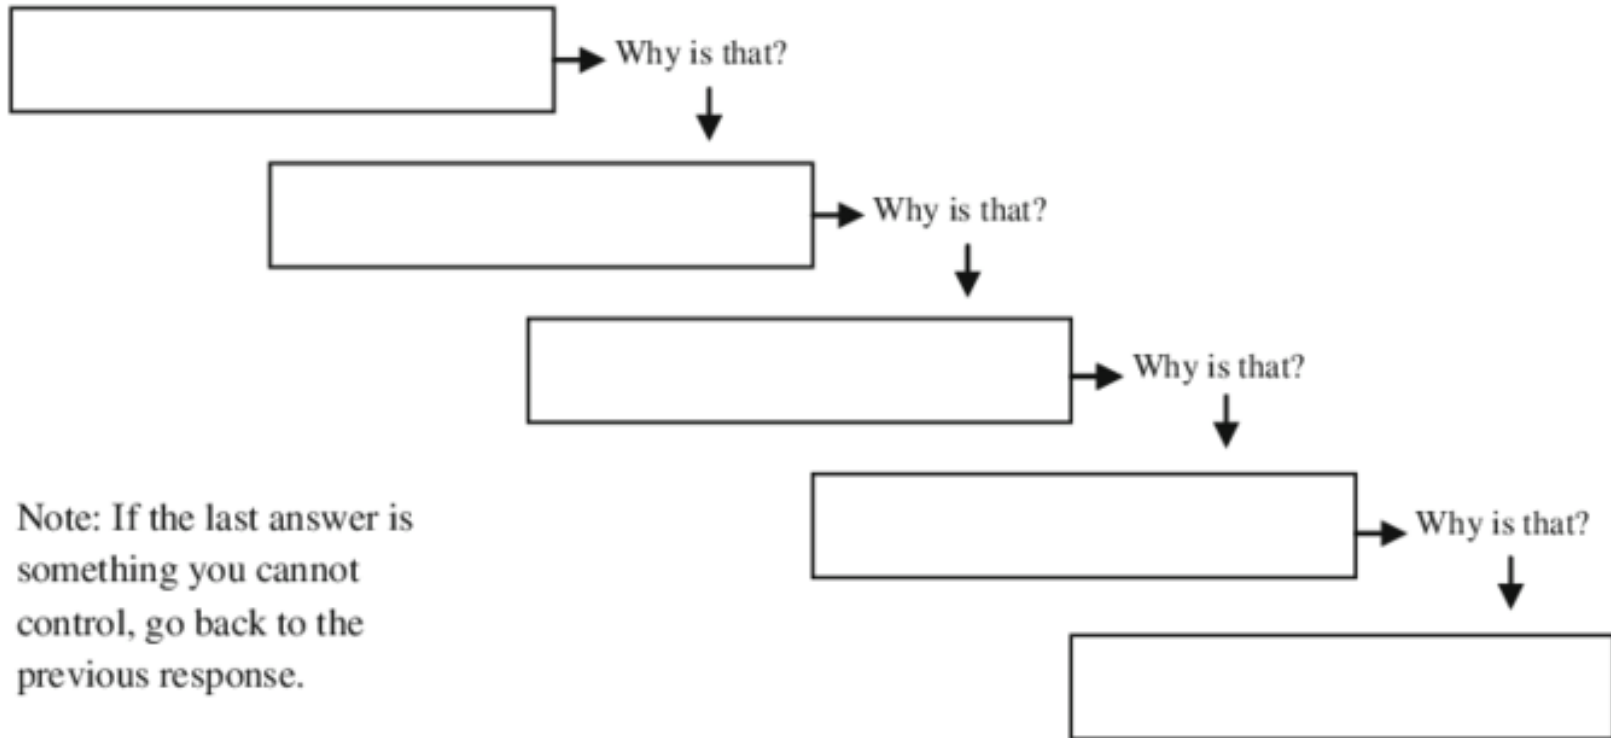 Why is that?
Why is that?
Why is that?
Why is that?
Note: If the last answer is
something you cannot
control, go back to the
previous response.